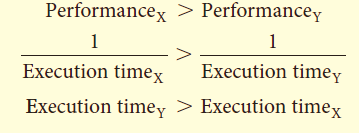 Performance_X > Performance_Y
1 / Execution time_X > 1 / Execution time_Y
Execution time_Y > Execution time_X